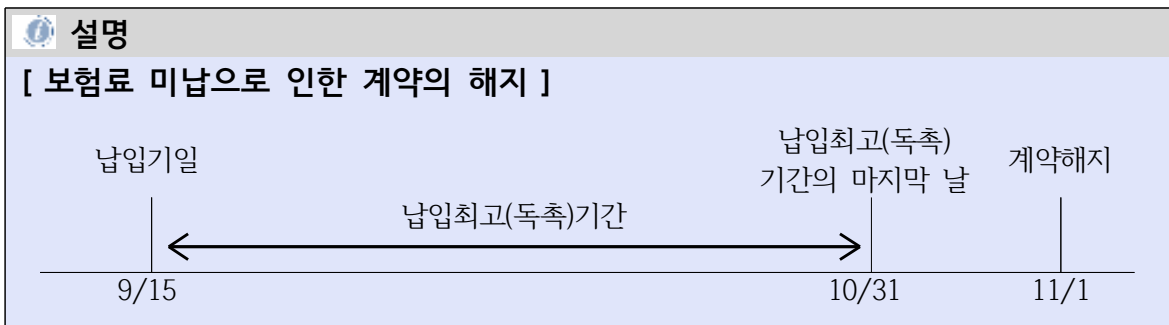 설명
[ 보험료 미납으로 인한 계약의 해지 ]
납입기일
납입최고(독촉)
기간의 마지막 날
계약해지
납입최고(독촉)기간
9/15
10/31
11/1